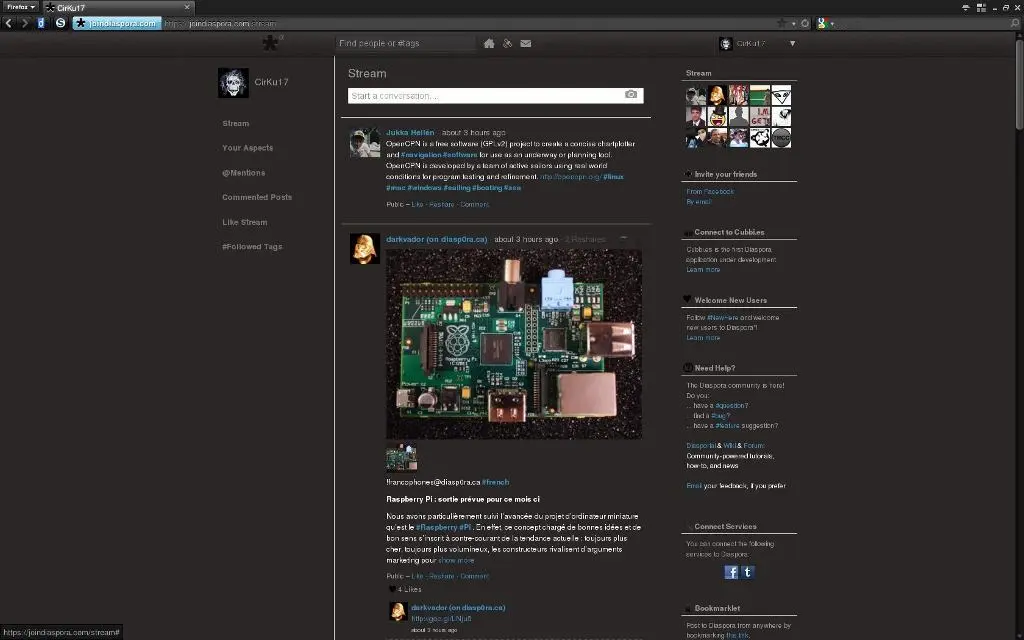 Firefox
CirKu17
joindiaspora.com
https://joindiaspora.com/stream
Find people or #tags
CirKu17
CirKu17
Stream
Your Aspects
@Mentions
Commented Posts
Like Stream
#Followed Tags
Stream
Start a conversation...
Jukka Hellén · about 3 hours ago
OpenCPN is a free software (GPLv2) project to create a concise chartplotter
and #navigation #software for use as an underway or planning tool.
OpenCPN is developed by a team of active sailors using real world
conditions for program testing and refinement. http://opencpn.org/ #linux
#mac #windows #sailing #boating #sea
Public – Like · Reshare · Comment
darkvador (on diasp0ra.ca) · about 3 hours ago · 2 Reshares
!francophones@diasp0ra.ca #french
Raspberry Pi : sortie prévue pour ce mois ci
Nous avons particulièrement suivi l'avancée du projet d'ordinateur miniature
qu'est le #Raspberry #Pi . En effet, ce concept chargé de bonnes idées et de
bon sens s'inscrit à contre-courant de la tendance actuelle : toujours plus
cher, toujours plus volumineux, les constructeurs rivalisent d'arguments
marketing pour show more
Public – Like · Reshare · Comment
4 Likes
darkvador (on diasp0ra.ca)
about 3 hours ago
Stream
Invite your friends
From Facebook
By email
Connect to Cubbi.es
Cubbi.es is the first Diaspora
application under development
Learn more
Welcome New Users
Follow #NewHere and welcome
new users to Diaspora*!
Learn more
Need Help?
The Diaspora community is here!
Do you:
... have a #question?
... find a #bug?
... have a #feature suggestion?
Diasporial & Wiki & Forum:
Community-powered tutorials,
how-to, and news
Email your feedback, if you prefer
Connect Services
You can connect the following
services to Diaspora:
f t
Bookmarklet
Post to Diaspora from anywhere by
bookmarking this link.
https://joindiaspora.com/stream#